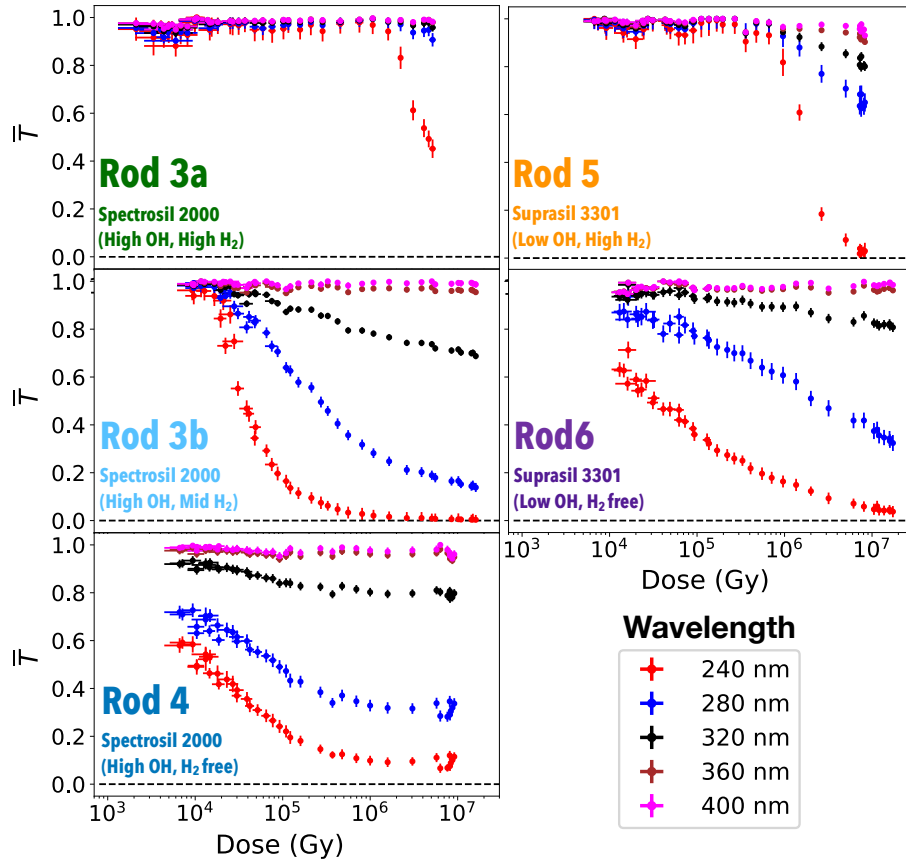 1.0
0.8
0.6
0.4
0.2
0.0
T
Rod 3a
Spectrosil 2000
(High OH, High H₂)
Rod 5
Suprasil 3301
(Low OH, High H₂)
1.0
0.8
0.6
0.4
0.2
0.0
T
Rod 3b
Spectrosil 2000
(High OH, Mid H₂)
Rod6
Suprasil 3301
(Low OH, H₂ free)
10³ 10⁴ 10⁵ 10⁶ 10⁷
Dose (Gy)
1.0
0.8
0.6
0.4
0.2
0.0
T
Rod 4
Spectrosil 2000
(High OH, H₂ free)
10³ 10⁴ 10⁵ 10⁶ 10⁷
Dose (Gy)
Wavelength
240 nm
280 nm
320 nm
360 nm
400 nm